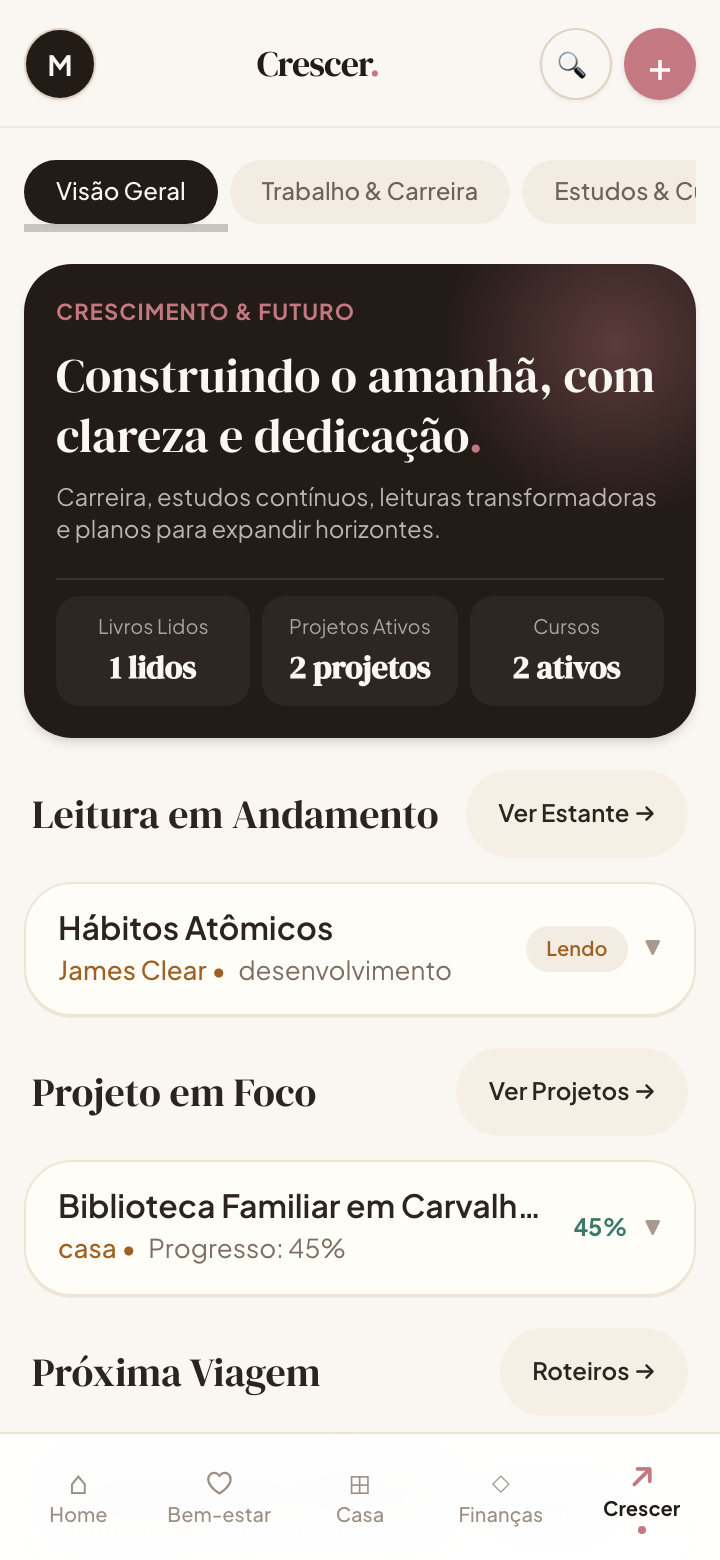 M
Crescer.
+
Visão Geral
Trabalho & Carreira
Estudos & Cu
CRESCIMENTO & FUTURO
Construindo o amanhã, com
clareza e dedicação.
Carreira, estudos contínuos, leituras transformadoras
e planos para expandir horizontes.
Livros Lidos
1 lidos
Projetos Ativos
2 projetos
Cursos
2 ativos
Leitura em Andamento
Ver Estante →
Hábitos Atômicos
James Clear • desenvolvimento
Lendo
Projeto em Foco
Ver Projetos →
Biblioteca Familiar em Carvalh...
casa • Progresso: 45%
45%
Próxima Viagem
Roteiros →
Home
Bem-estar
Casa
Finanças
Crescer